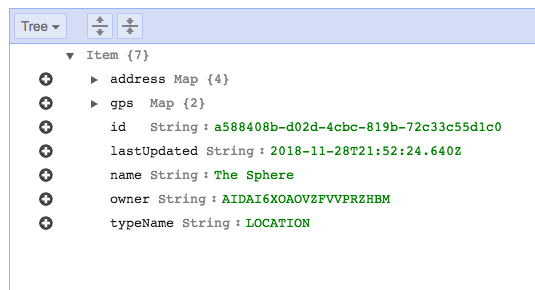 Tree
Item {7}
address Map {4}
gps Map {2}
id String : a588408b-d02d-4cbc-819b-72c33c55d1c0
lastUpdated String : 2018-11-28T21:52:24.640Z
name String : The Sphere
owner String : AIDAI6XOAOVZFVVPRZHBM
typeName String : LOCATION